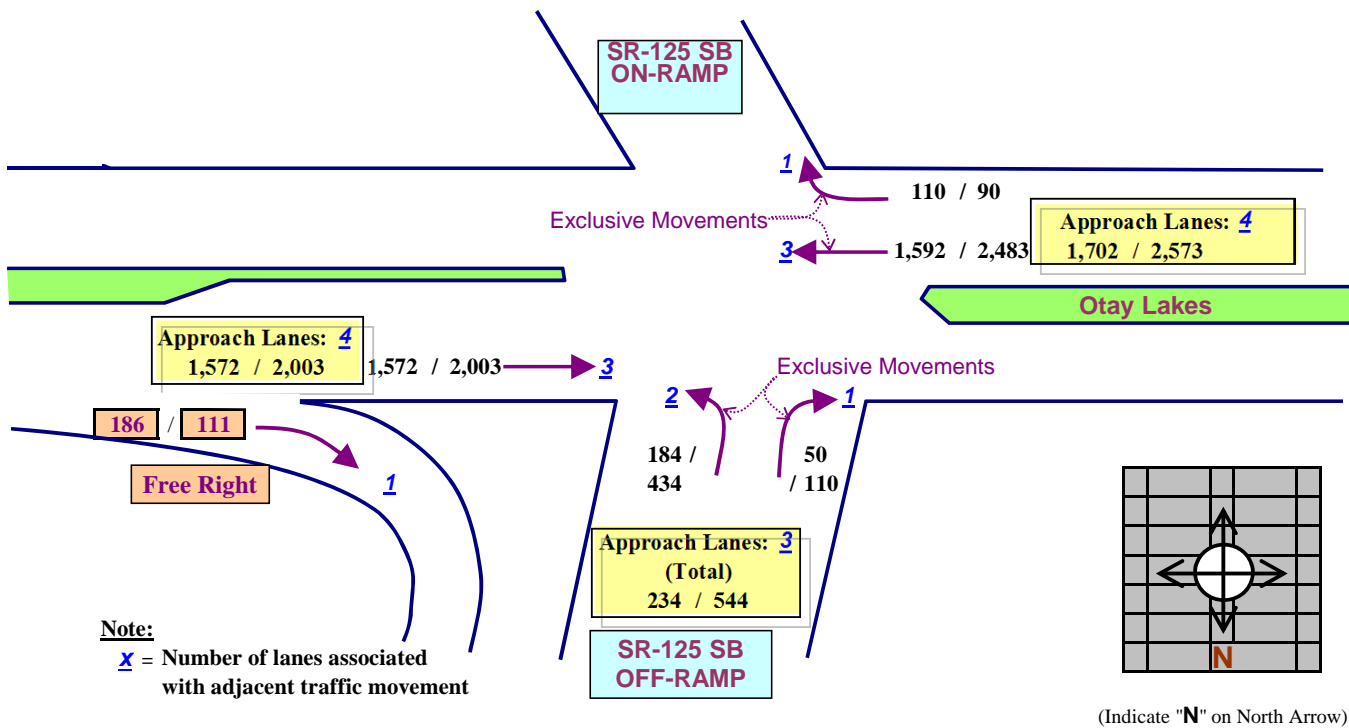 SR-125 SB
ON-RAMP
1
110 / 90
Exclusive Movements
3
1,592 / 2,483
Approach Lanes: 4
1,702 / 2,573
Otay Lakes
Approach Lanes: 4
1,572 / 2,003
1,572 / 2,003
3
Exclusive Movements
2
1
186 / 111
Free Right
1
184 /
434
50
/ 110
Approach Lanes: 3
(Total)
234 / 544
SR-125 SB
OFF-RAMP
Note:
x = Number of lanes associated
with adjacent traffic movement
N
(Indicate "N" on North Arrow)